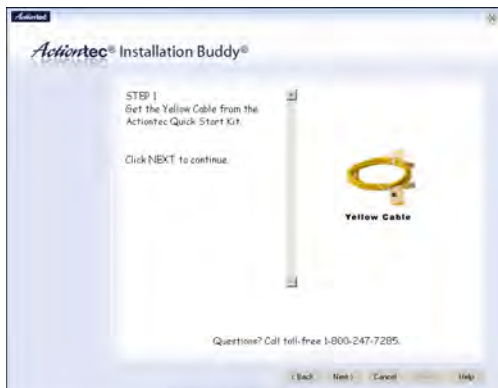 Actiontec
Actiontec® Installation Buddy®
STEP 1
Get the Yellow Cable from the
Actiontec Quick Start Kit.
Click NEXT to continue.
Yellow Cable
Questions? Call toll-free 1-800-247-7285.
< Back Next > Cancel Help